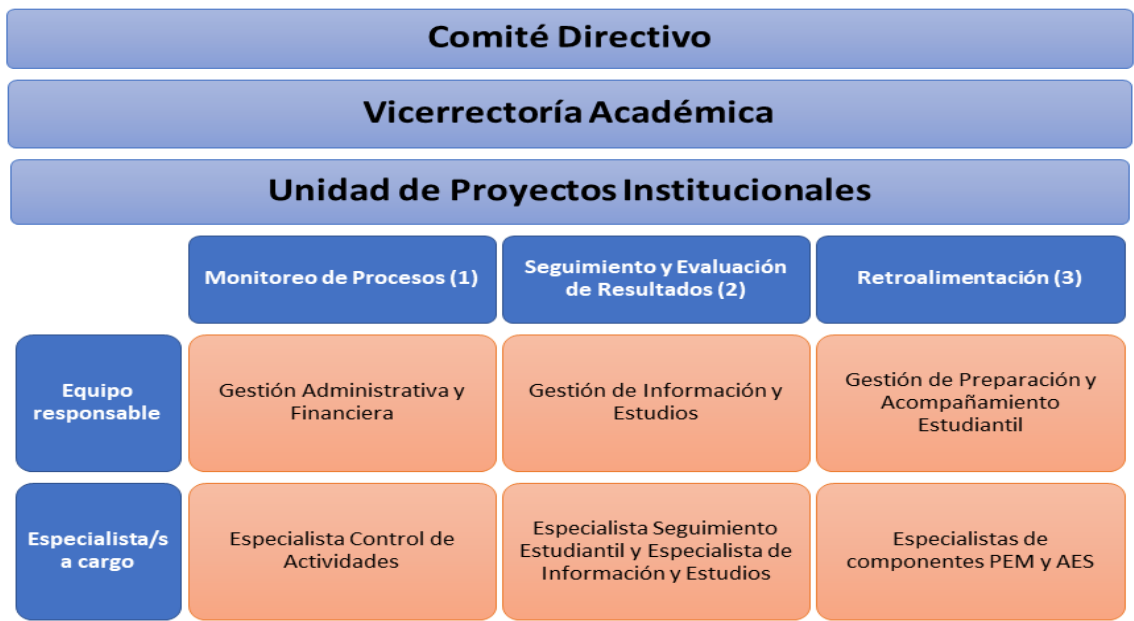 Comité Directivo
Vicerrectoría Académica
Unidad de Proyectos Institucionales
Monitoreo de Procesos (1)
Seguimiento y Evaluación
de Resultados (2)
Retroalimentación (3)
Equipo
responsable
Gestión Administrativa y
Financiera
Gestión de Información y
Estudios
Gestión de Preparación y
Acompañamiento
Estudiantil
Especialista/s
a cargo
Especialista Control de
Actividades
Especialista Seguimiento
Estudiantil y Especialista de
Información y Estudios
Especialistas de
componentes PEM y AES